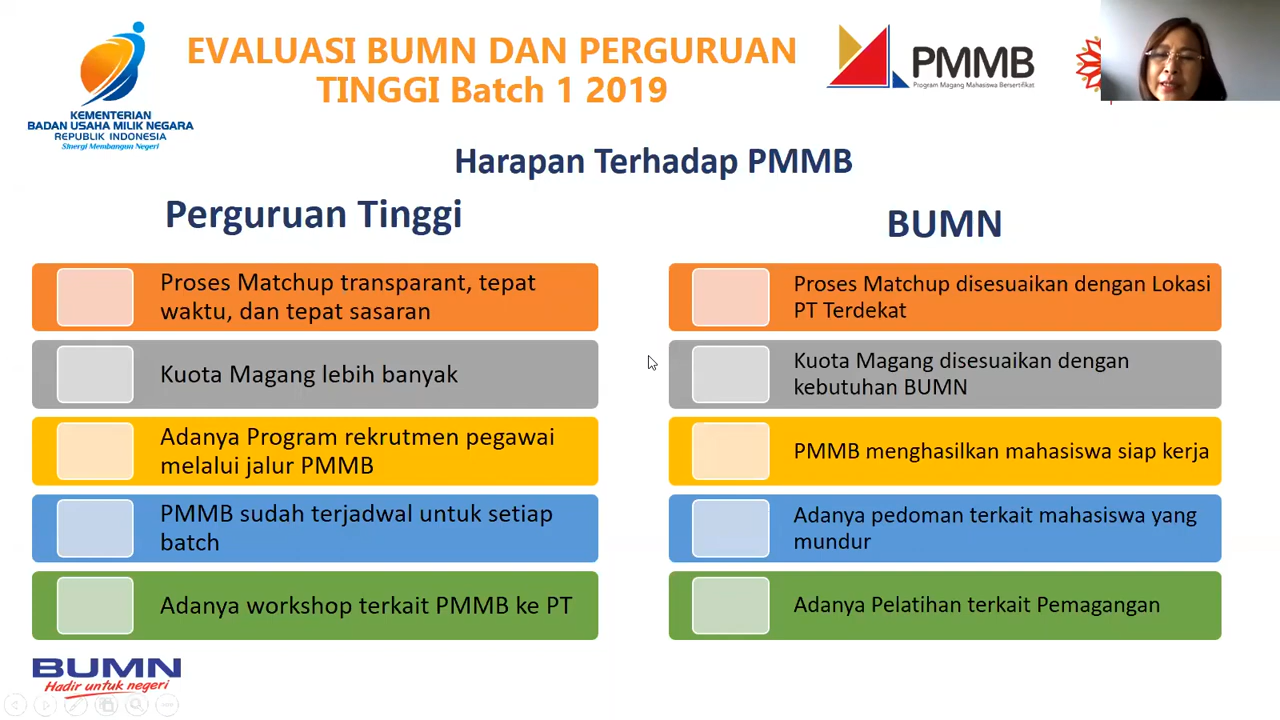 EVALUASI BUMN DAN PERGURUAN
TINGGI Batch 1 2019
KEMENTERIAN
BADAN USAHA MILIK NEGARA
REPUBLIK INDONESIA
Sinergi Membangun Negeri
PMMB
Program Magang Mahasiswa Bersertifikat
Harapan Terhadap PMMB
Perguruan Tinggi
Proses Matchup transparant, tepat
waktu, dan tepat sasaran
Kuota Magang lebih banyak
Adanya Program rekrutmen pegawai
melalui jalur PMMB
PMMB sudah terjadwal untuk setiap
batch
Adanya workshop terkait PMMB ke PT
BUMN
Proses Matchup disesuaikan dengan Lokasi
PT Terdekat
Kuota Magang disesuaikan dengan
kebutuhan BUMN
PMMB menghasilkan mahasiswa siap kerja
Adanya pedoman terkait mahasiswa yang
mundur
Adanya Pelatihan terkait Pemagangan
BUMN
Hadir untuk negeri